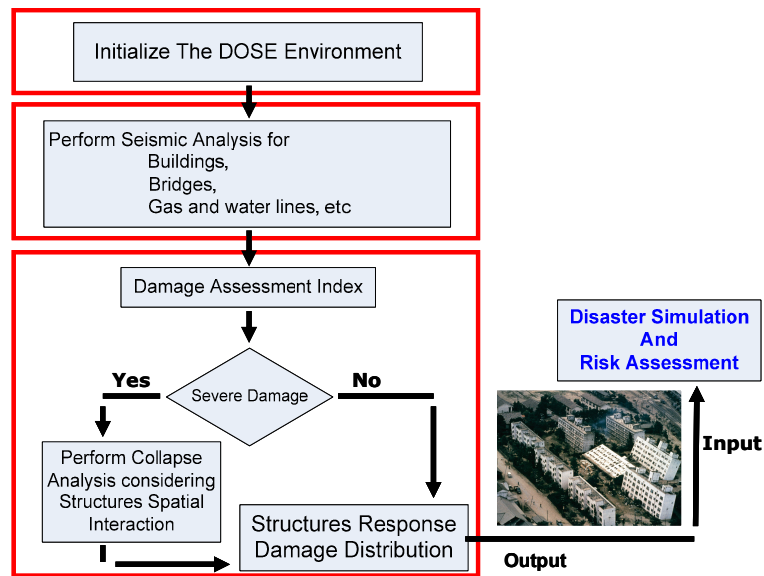 Initialize The DOSE Environment
Perform Seismic Analysis for
Buildings,
Bridges,
Gas and water lines, etc
Damage Assessment Index
Severe Damage
Yes
No
Perform Collapse
Analysis considering
Structures Spatial
Interaction
Structures Response
Damage Distribution
Output
Input
Disaster Simulation
And
Risk Assessment